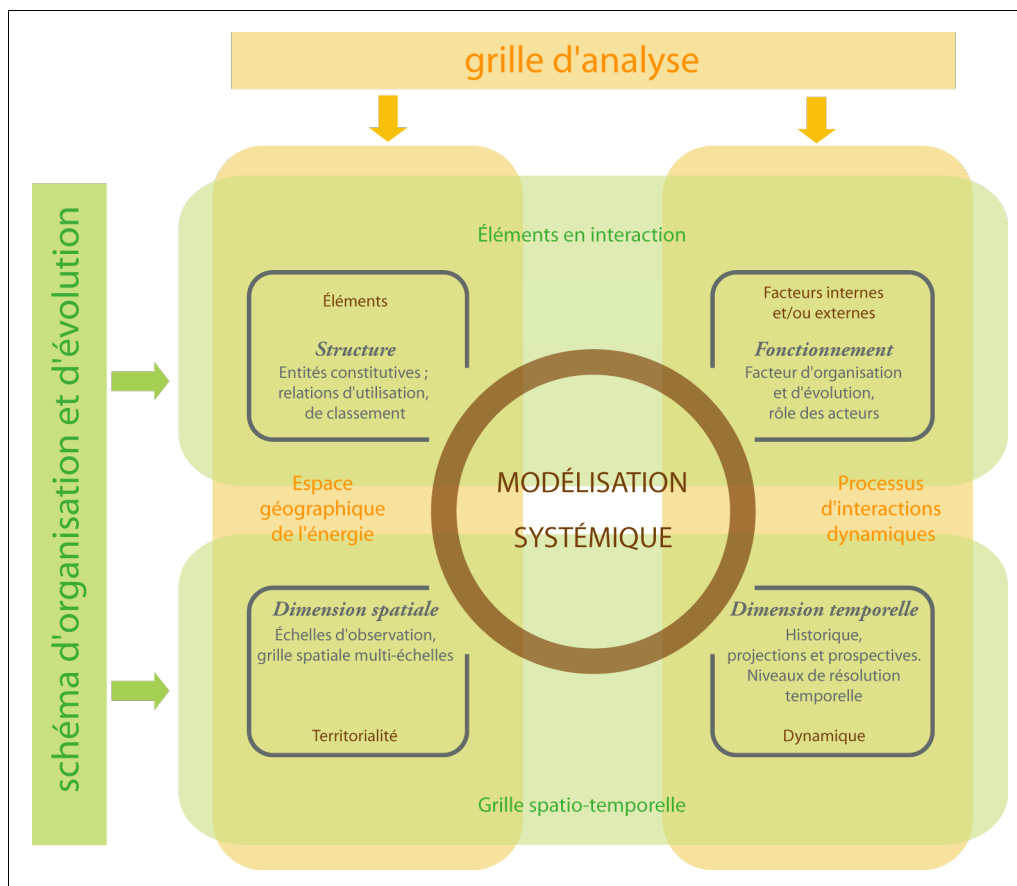 grille d'analyse
schéma d'organisation et d'évolution
Éléments en interaction
Éléments
Structure
Entités constitutives ;
relations d'utilisation,
de classement
Facteurs internes
et/ou externes
Fonctionnement
Facteur d'organisation
et d'évolution,
rôle des acteurs
Espace
géographique
de l'énergie
MODÉLISATION
SYSTÉMIQUE
Processus
d'interactions
dynamiques
Dimension spatiale
Échelles d'observation,
grille spatiale multi-échelles
Territorialité
Dimension temporelle
Historique,
projections et prospectives.
Niveaux de résolution
temporelle
Dynamique
Grille spatio-temporelle